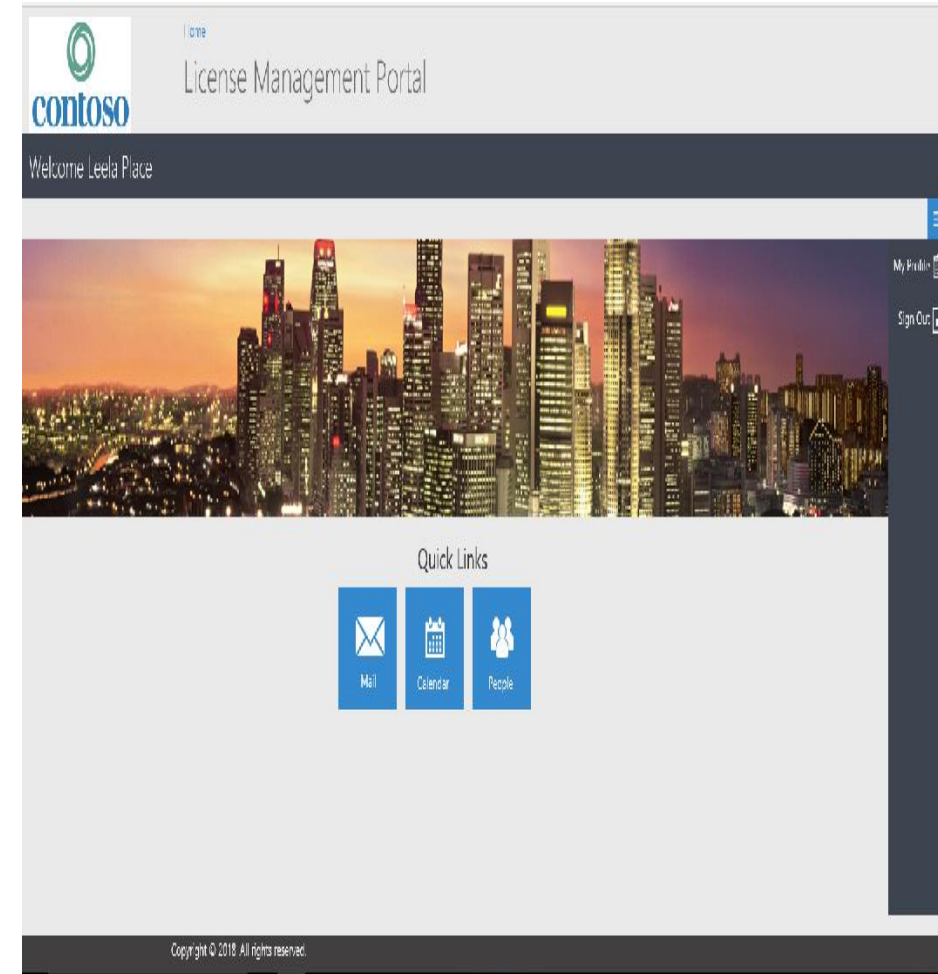 Home
License Management Portal
contoso
Welcome Leela Place
My Profile
Sign Out
Quick Links
Mail
Calendar
People
Copyright © 2018 All rights reserved.